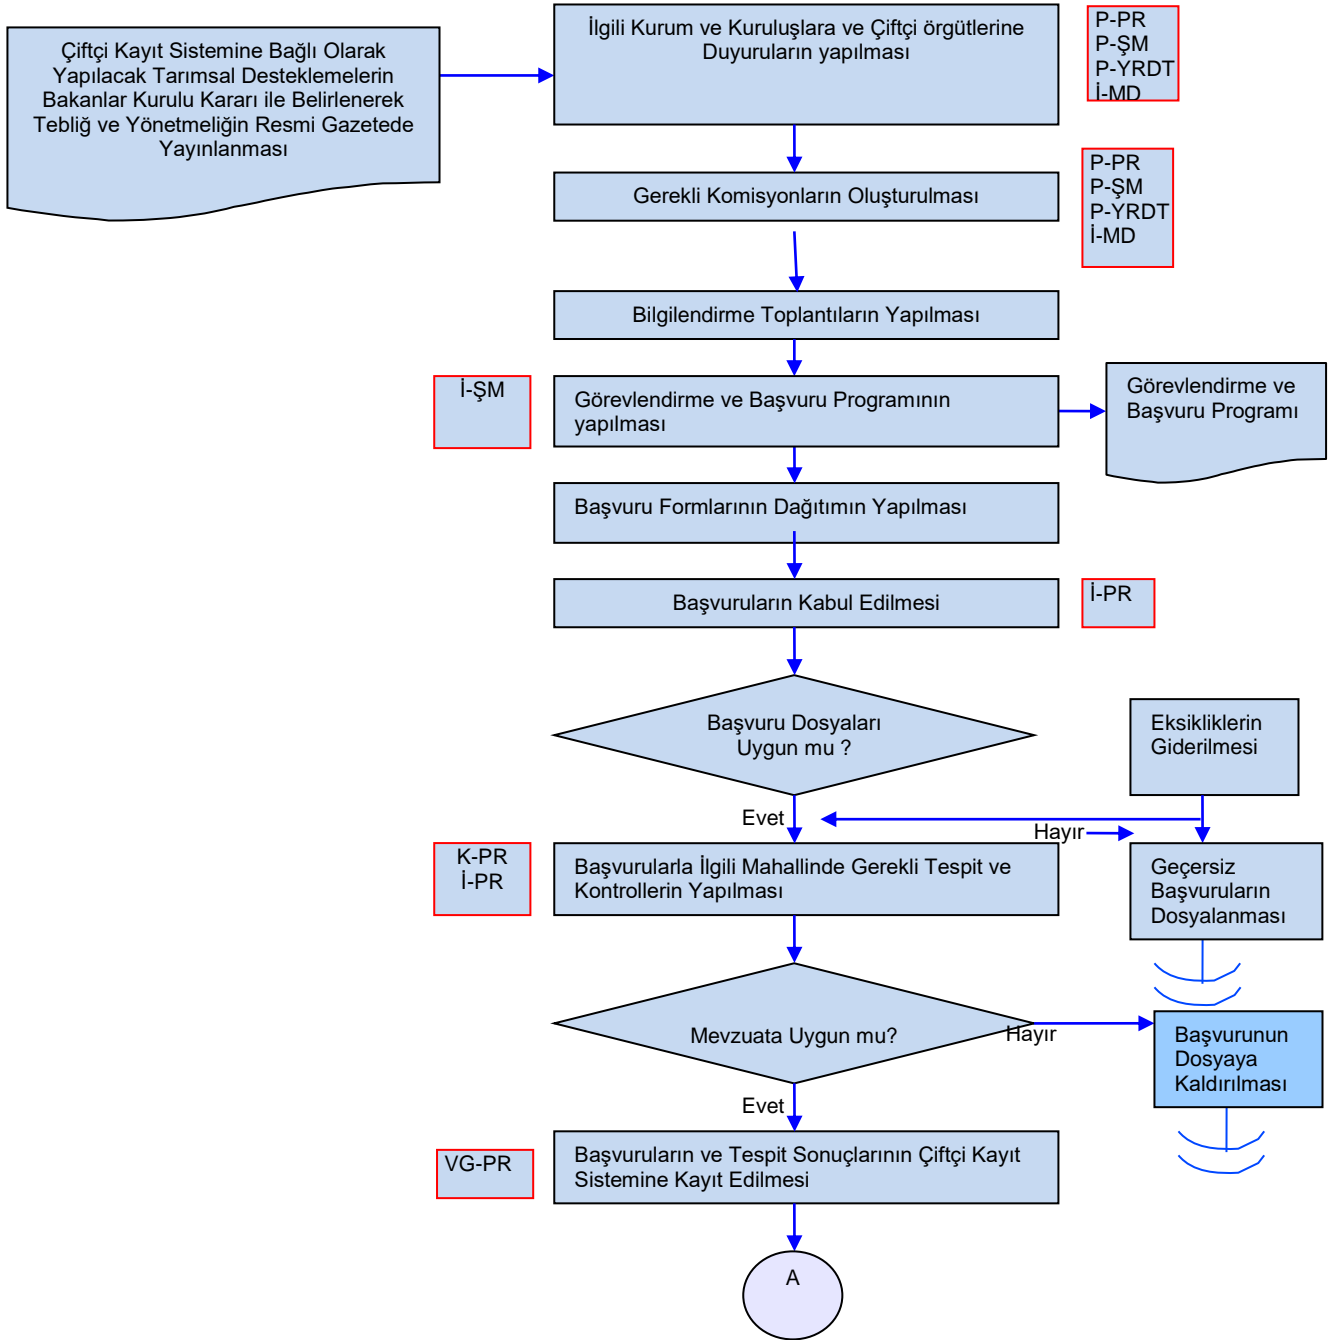 Çiftçi Kayıt Sistemine Bağlı Olarak
Yapılacak Tarımsal Desteklemelerin
Bakanlar Kurulu Kararı ile Belirlenerek
Tebliğ ve Yönetmeliğin Resmi Gazetede
Yayınlanması
İlgili Kurum ve Kuruluşlara ve Çiftçi örgütlerine
Duyuruların yapılması
P-PR
P-ŞM
P-YRDT
İ-MD
Gerekli Komisyonların Oluşturulması
P-PR
P-ŞM
P-YRDT
İ-MD
Bilgilendirme Toplantıların Yapılması
İ-ŞM
Görevlendirme ve Başvuru Programının
yapılması
Görevlendirme ve
Başvuru Programı
Başvuru Formlarının Dağıtımın Yapılması
Başvuruların Kabul Edilmesi
İ-PR
Başvuru Dosyaları
Uygun mu ?
Eksikliklerin
Giderilmesi
Evet
Hayır
K-PR
İ-PR
Başvurularla İlgili Mahallinde Gerekli Tespit ve
Kontrollerin Yapılması
Geçersiz
Başvuruların
Dosyalanması
Mevzuata Uygun mu?
Hayır
Başvurunun
Dosyaya
Kaldırılması
Evet
VG-PR
Başvuruların ve Tespit Sonuçlarının Çiftçi Kayıt
Sistemine Kayıt Edilmesi
A